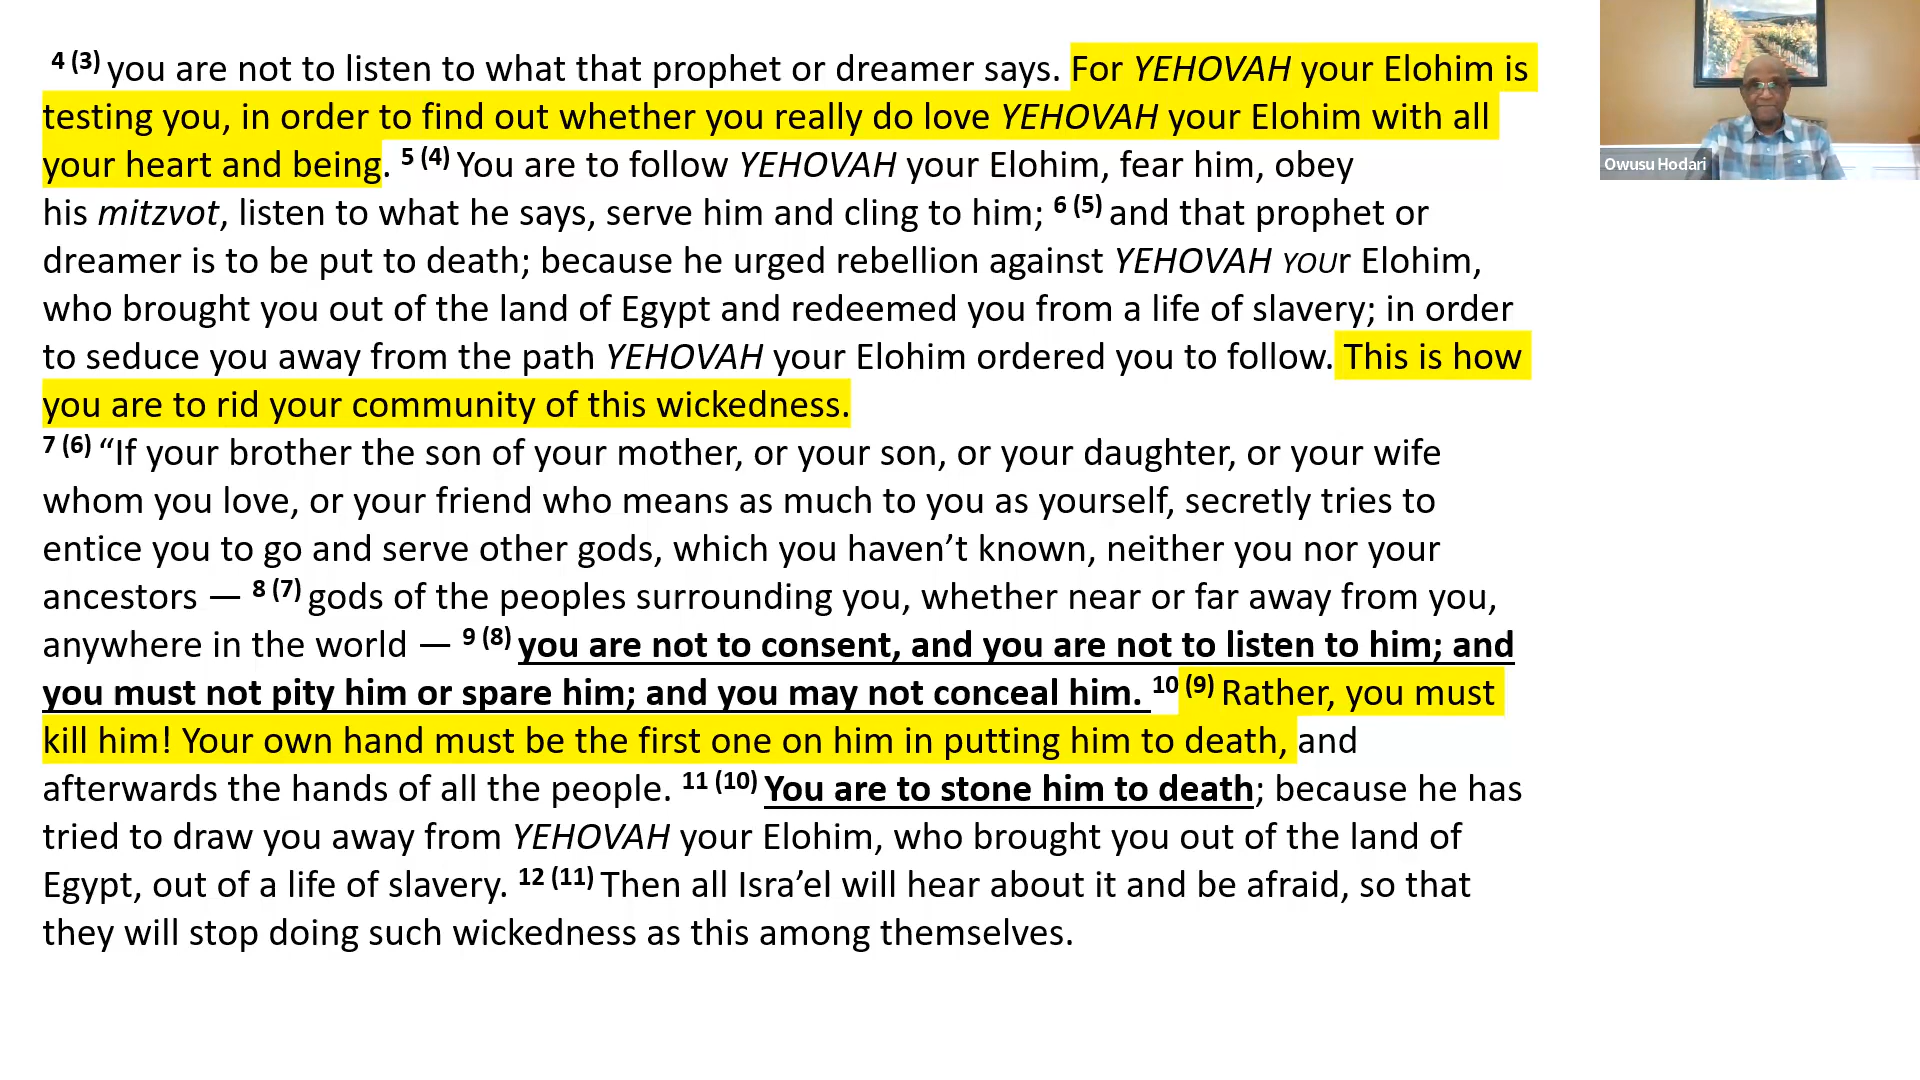 4 (3) you are not to listen to what that prophet or dreamer says. For YEHOVAH your Elohim is
testing you, in order to find out whether you really do love YEHOVAH your Elohim with all
your heart and being. 5 (4) You are to follow YEHOVAH your Elohim, fear him, obey
his mitzvot, listen to what he says, serve him and cling to him; 6 (5) and that prophet or
dreamer is to be put to death; because he urged rebellion against YEHOVAH YOUr Elohim,
who brought you out of the land of Egypt and redeemed you from a life of slavery; in order
to seduce you away from the path YEHOVAH your Elohim ordered you to follow. This is how
you are to rid your community of this wickedness.
7 (6) “If your brother the son of your mother, or your son, or your daughter, or your wife
whom you love, or your friend who means as much to you as yourself, secretly tries to
entice you to go and serve other gods, which you haven’t known, neither you nor your
ancestors — 8 (7) gods of the peoples surrounding you, whether near or far away from you,
anywhere in the world — 9 (8) you are not to consent, and you are not to listen to him; and
you must not pity him or spare him; and you may not conceal him. 10 (9) Rather, you must
kill him! Your own hand must be the first one on him in putting him to death, and
afterwards the hands of all the people. 11 (10) You are to stone him to death; because he has
tried to draw you away from YEHOVAH your Elohim, who brought you out of the land of
Egypt, out of a life of slavery. 12 (11) Then all Isra’el will hear about it and be afraid, so that
they will stop doing such wickedness as this among themselves.
Owusu Hodari